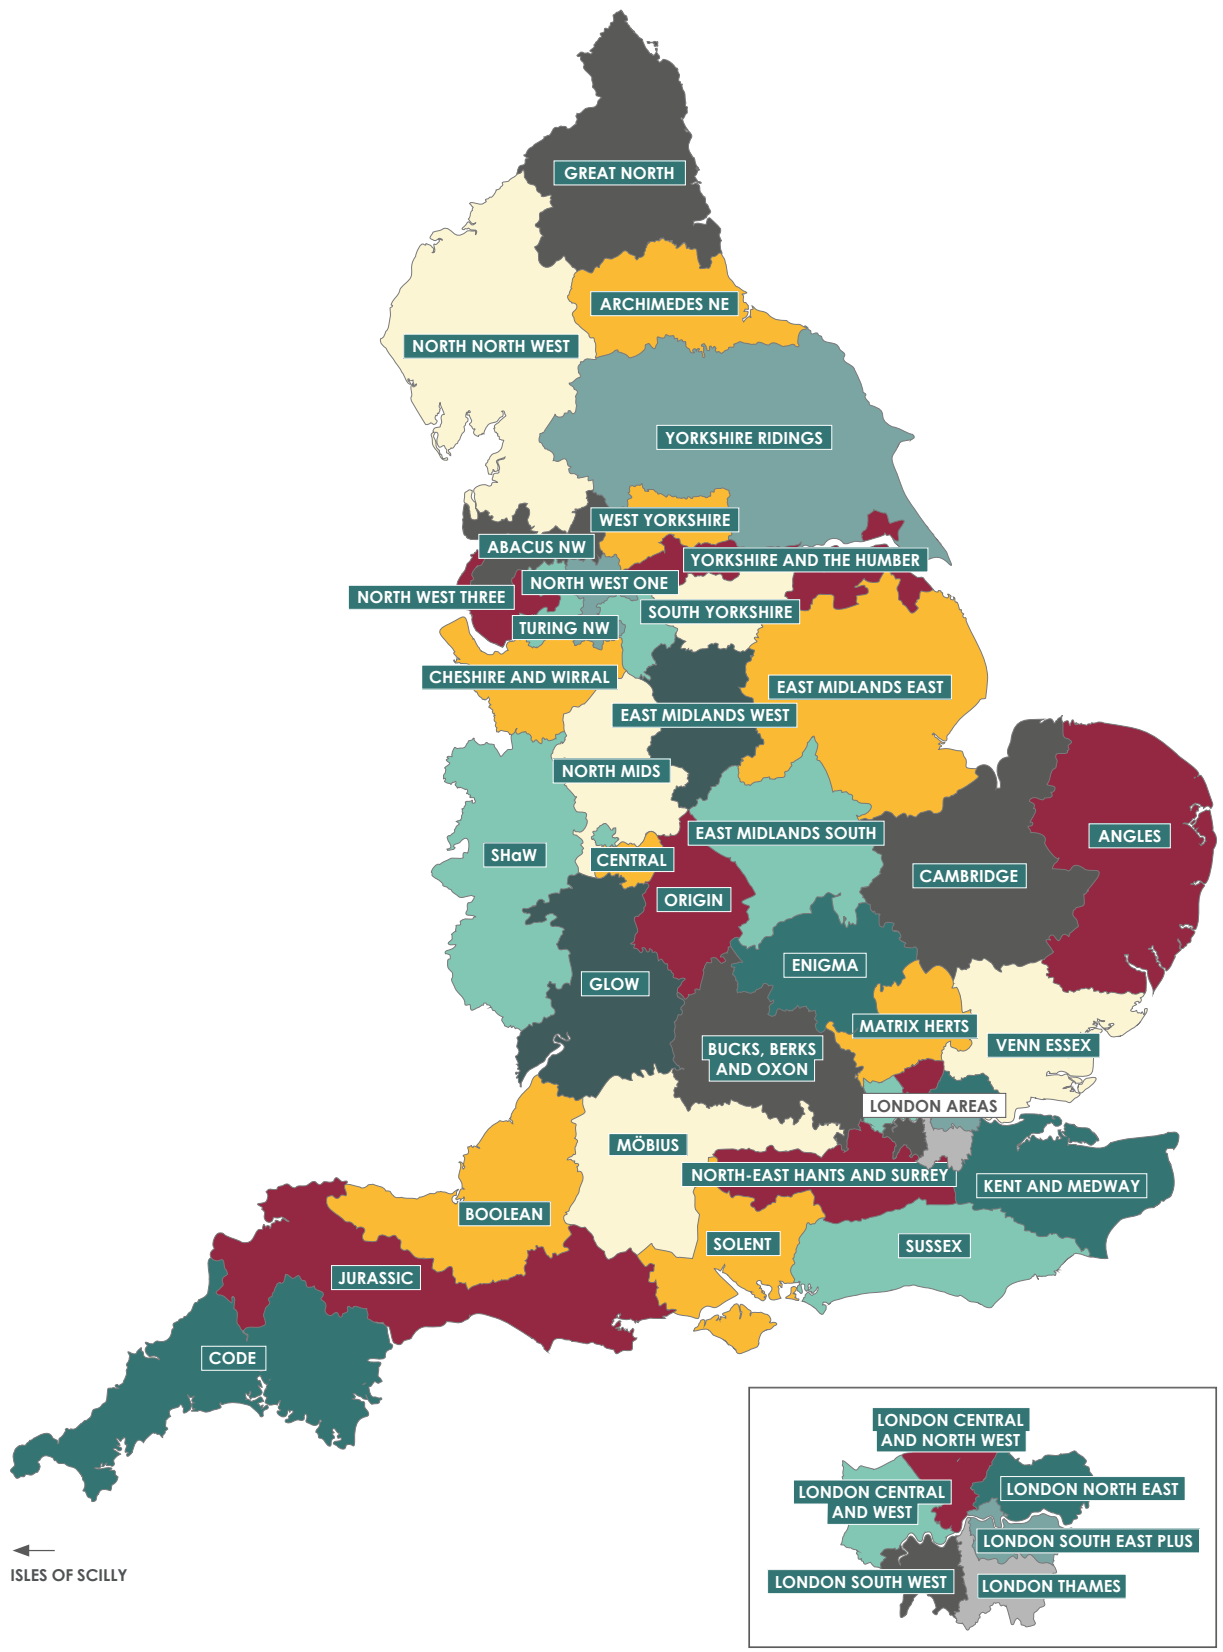 GREAT NORTH
ARCHIMEDES NE
NORTH NORTH WEST
YORKSHIRE RIDINGS
WEST YORKSHIRE
ABACUS NW
YORKSHIRE AND THE HUMBER
NORTH WEST ONE
NORTH WEST THREE
SOUTH YORKSHIRE
TURING NW
CHESHIRE AND WIRRAL
EAST MIDLANDS EAST
EAST MIDLANDS WEST
NORTH MIDS
EAST MIDLANDS SOUTH
ANGLES
SHaW
CENTRAL
CAMBRIDGE
ORIGIN
ENIGMA
GLOW
MATRIX HERTS
VENN ESSEX
BUCKS, BERKS
AND OXON
LONDON AREAS
MÖBIUS
NORTH-EAST HANTS AND SURREY
KENT AND MEDWAY
BOOLEAN
SOLENT
SUSSEX
JURASSIC
CODE
LONDON CENTRAL
AND NORTH WEST
LONDON CENTRAL
AND WEST
LONDON NORTH EAST
LONDON SOUTH EAST PLUS
LONDON SOUTH WEST
LONDON THAMES
ISLES OF SCILLY